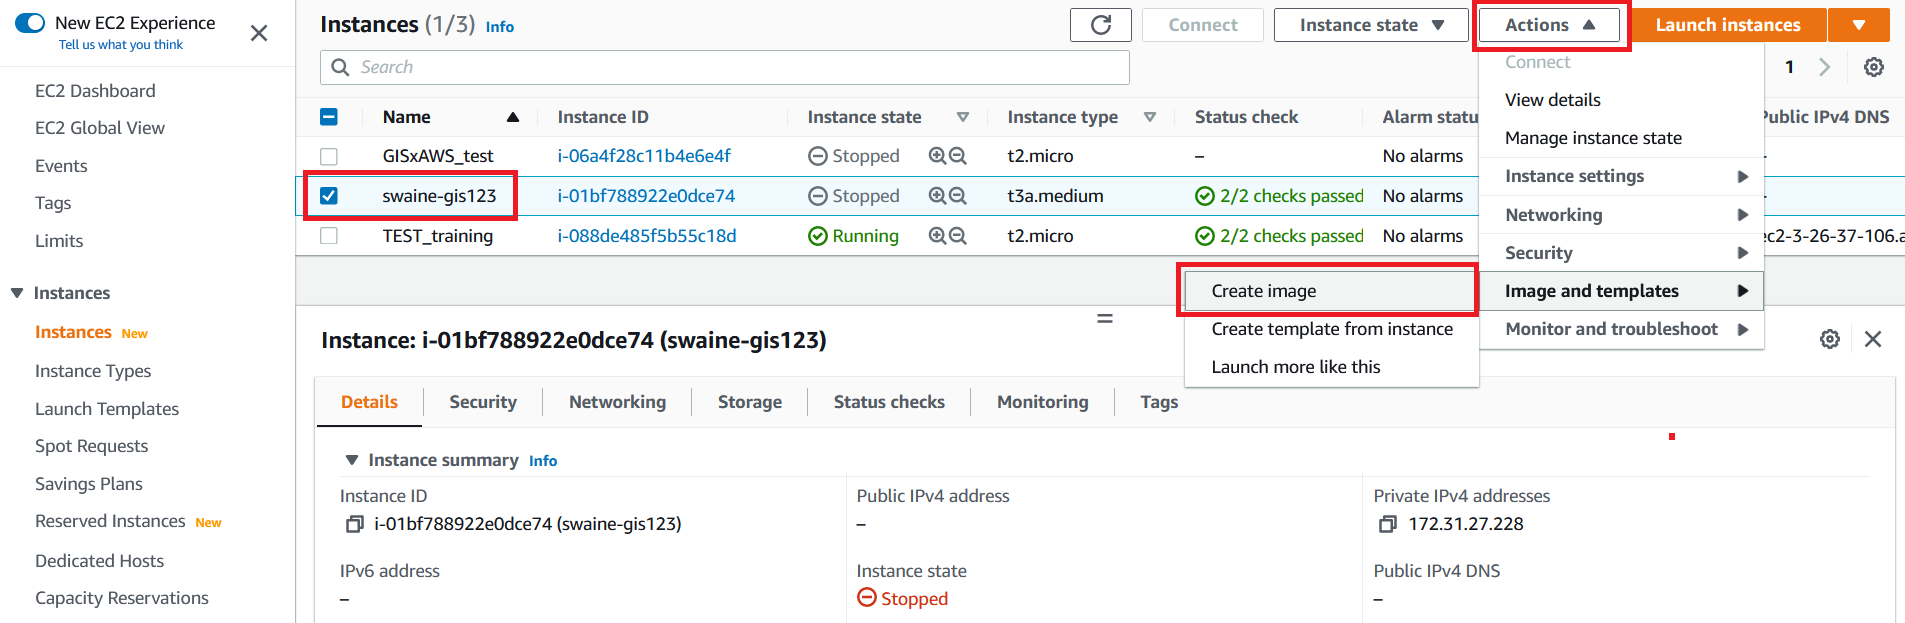 New EC2 Experience
Tell us what you think
EC2 Dashboard
EC2 Global View
Events
Tags
Limits
Instances
Instances New
Instance Types
Launch Templates
Spot Requests
Savings Plans
Reserved Instances New
Dedicated Hosts
Capacity Reservations
Instances (1/3) Info
Connect
Instance state
Actions
Launch instances
Search
1
Name Instance ID Instance state Instance type Status check Alarm statu Public IPv4 DNS
GISxAWS_test i-06a4f28c11b4e6e4f Stopped t2.micro – No alarms –
swaine-gis123 i-01bf788922e0dce74 Stopped t3a.medium 2/2 checks passed No alarms –
TEST_training i-088de485f5b55c18d Running t2.micro 2/2 checks passed No alarms ec2-3-26-37-106.a
Connect
View details
Manage instance state
Instance settings
Networking
Security
Image and templates
Monitor and troubleshoot
Create image
Create template from instance
Launch more like this
Instance: i-01bf788922e0dce74 (swaine-gis123)
Details Security Networking Storage Status checks Monitoring Tags
Instance summary Info
Instance ID
i-01bf788922e0dce74 (swaine-gis123)
Public IPv4 address
–
Private IPv4 addresses
172.31.27.228
IPv6 address
–
Instance state
Stopped
Public IPv4 DNS
–